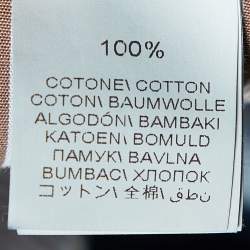 100%
COTONE\ COTTON
COTON\ BAUMWOLLE
ALGODÓN\ BAMBAKI
KATOEN\ BOMULD
ПАМУК\ BAVLNA
BUMBAC\ ХЛОПОК
コットン\ 全棉\ قطن